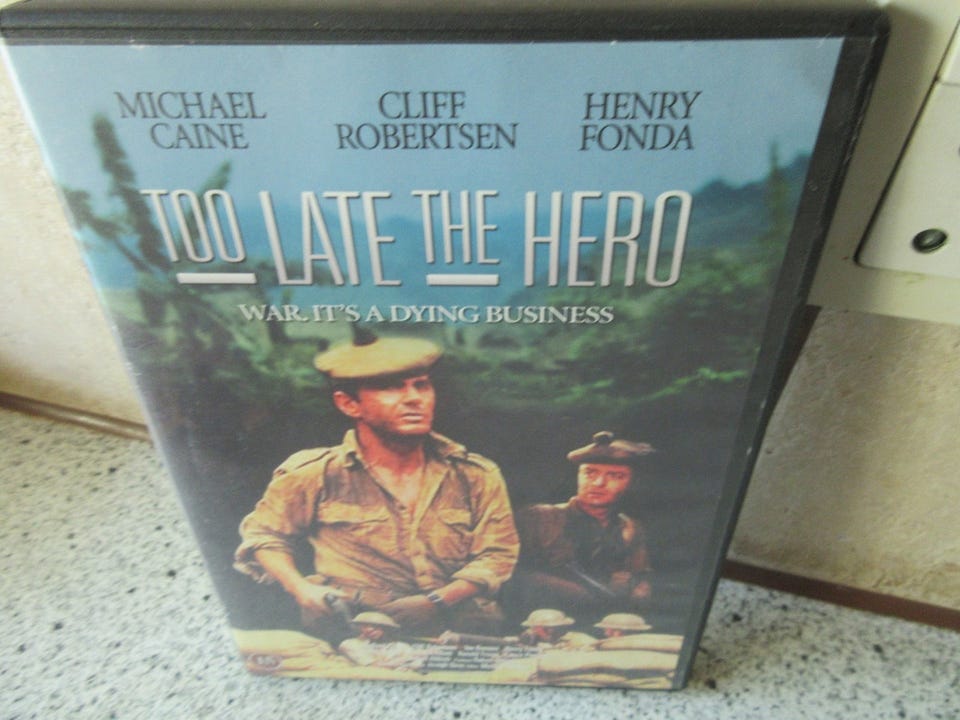 MICHAEL CAINE
CLIFF ROBERTSEN
HENRY FONDA
TOO LATE THE HERO
WAR. IT'S A DYING BUSINESS